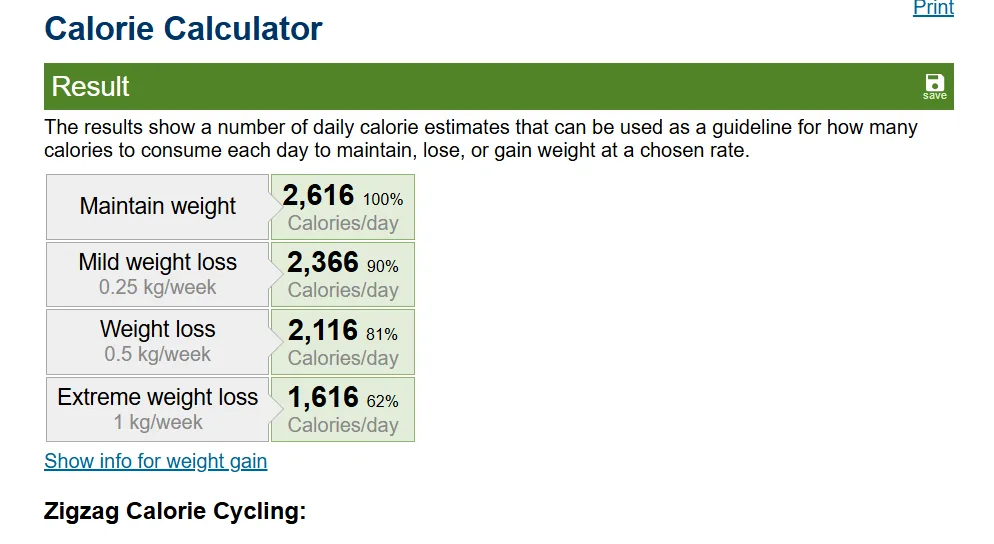 Print
Calorie Calculator
Result
save
The results show a number of daily calorie estimates that can be used as a guideline for how many
calories to consume each day to maintain, lose, or gain weight at a chosen rate.
Maintain weight
2,616 100%
Calories/day
Mild weight loss
0.25 kg/week
2,366 90%
Calories/day
Weight loss
0.5 kg/week
2,116 81%
Calories/day
Extreme weight loss
1 kg/week
1,616 62%
Calories/day
Show info for weight gain
Zigzag Calorie Cycling: